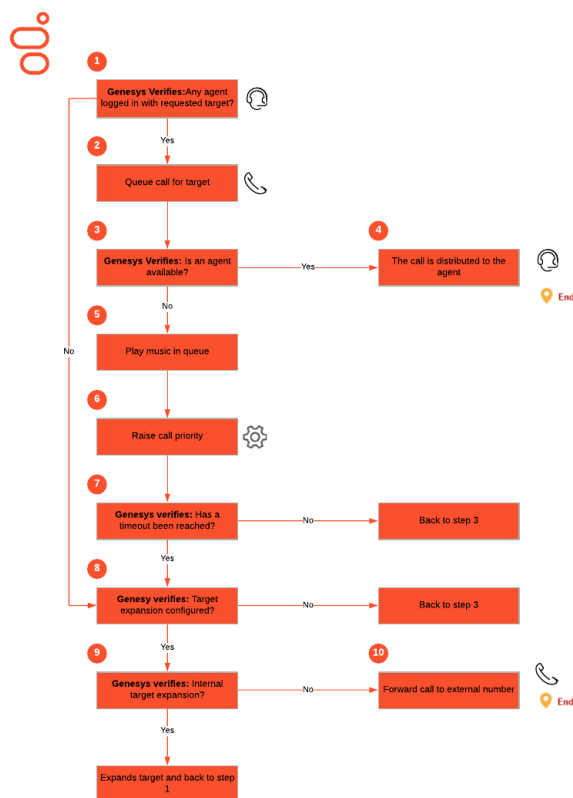 1
Genesys Verifies:Any agent
logged in with requested target?
Yes
2
Queue call for target
3
Genesys Verifies: Is an agent
available?
Yes
4
The call is distributed to the
agent
End
No
5
Play music in queue
No
6
Raise call priority
7
Genesys verifies: Has a
timeout been reached?
No
Back to step 3
Yes
8
Genesy verifies: Target
expansion configured?
No
Back to step 3
Yes
9
Genesys verifies: Internal
target expansion?
No
10
Forward call to external number
End
Yes
Expands target and back to step
1